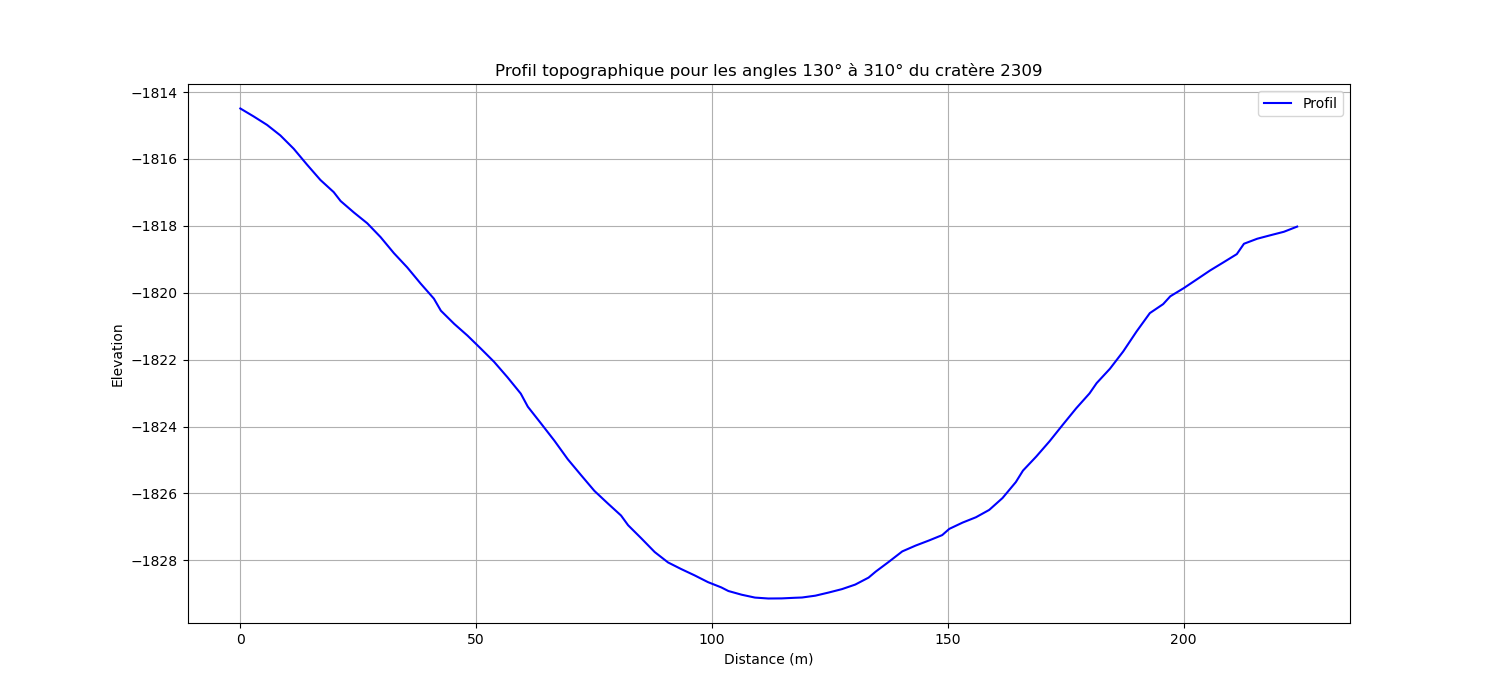 Profil topographique pour les angles 130° à 310° du cratère 2309
Profil
−1814
−1816
−1818
−1820
−1822
−1824
−1826
−1828
Elevation
0 50 100 150 200
Distance (m)